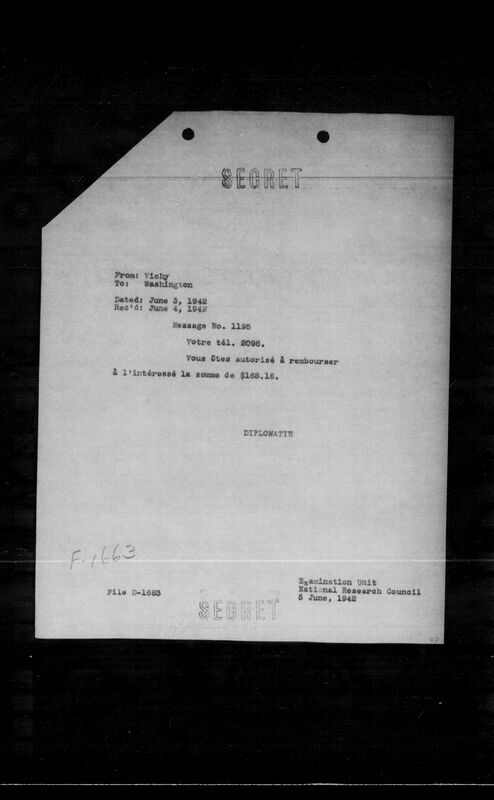 SECRET
From: Vichy
To: Washington
Dated: June 3, 1942
Rec'd: June 4, 1942
Message No. 1195
Votre tél. 2096.
Vous êtes autorisé à rembourser
à l'intéressé la somme de $168.16.
DIPLOMATIE
F-1663
Examination Unit
File D-1683
National Research Council
5 June, 1942
SECRET